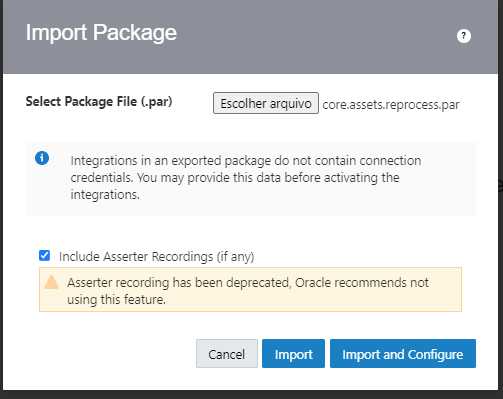 Import Package
?
Select Package File (.par)
Escolher arquivo core.assets.reprocess.par
i
Integrations in an exported package do not contain connection
credentials. You may provide this data before activating the
integrations.
Include Asserter Recordings (if any)
Asserter recording has been deprecated, Oracle recommends not
using this feature.
Cancel
Import
Import and Configure